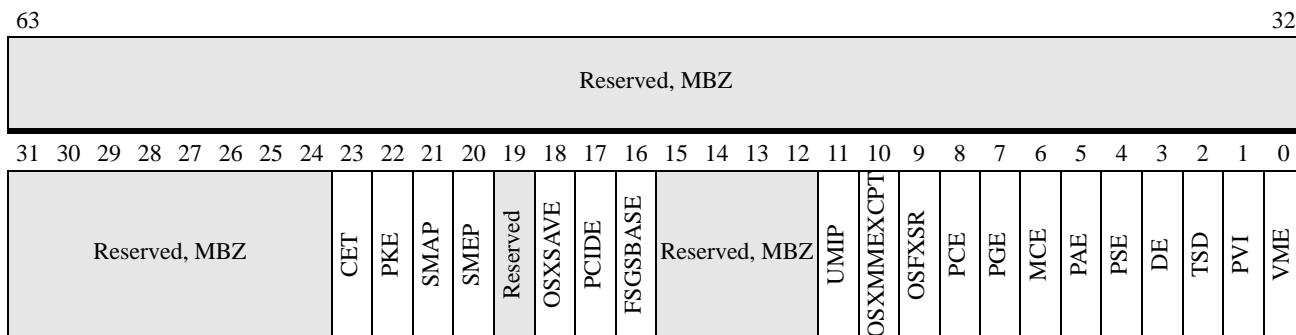 63 32
Reserved, MBZ
31 30 29 28 27 26 25 24 23 22 21 20 19 18 17 16 15 14 13 12 11 10 9 8 7 6 5 4 3 2 1 0
Reserved, MBZ
CET
PKE
SMAP
SMEP
Reserved
OSXSAVE
PCIDE
FSGSBASE
Reserved, MBZ
UMIP
OSXMMEXCPT
OSFXSR
PCE
PGE
MCE
PAE
PSE
DE
TSD
PVI
VME